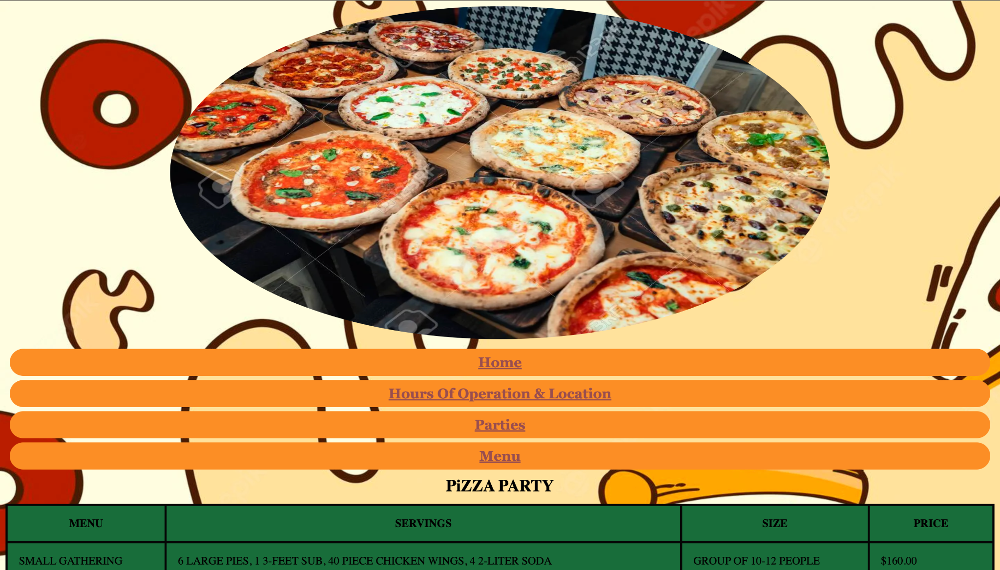 Home
Hours Of Operation & Location
Parties
Menu
PiZZA PARTY
MENU SERVINGS SIZE PRICE
SMALL GATHERING 6 LARGE PIES, 1 3-FEET SUB, 40 PIECE CHICKEN WINGS, 4 2-LITER SODA GROUP OF 10-12 PEOPLE $160.00